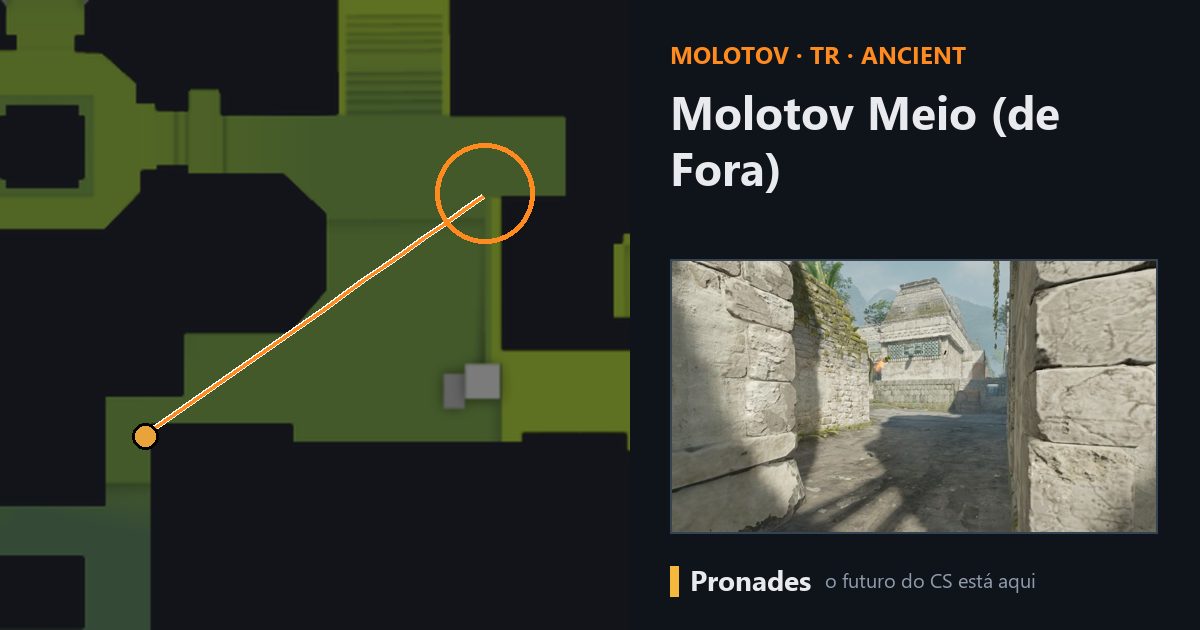 MOLOTOV · TR · ANCIENT
Molotov Meio (de
Fora)
Pronades o futuro do CS está aqui